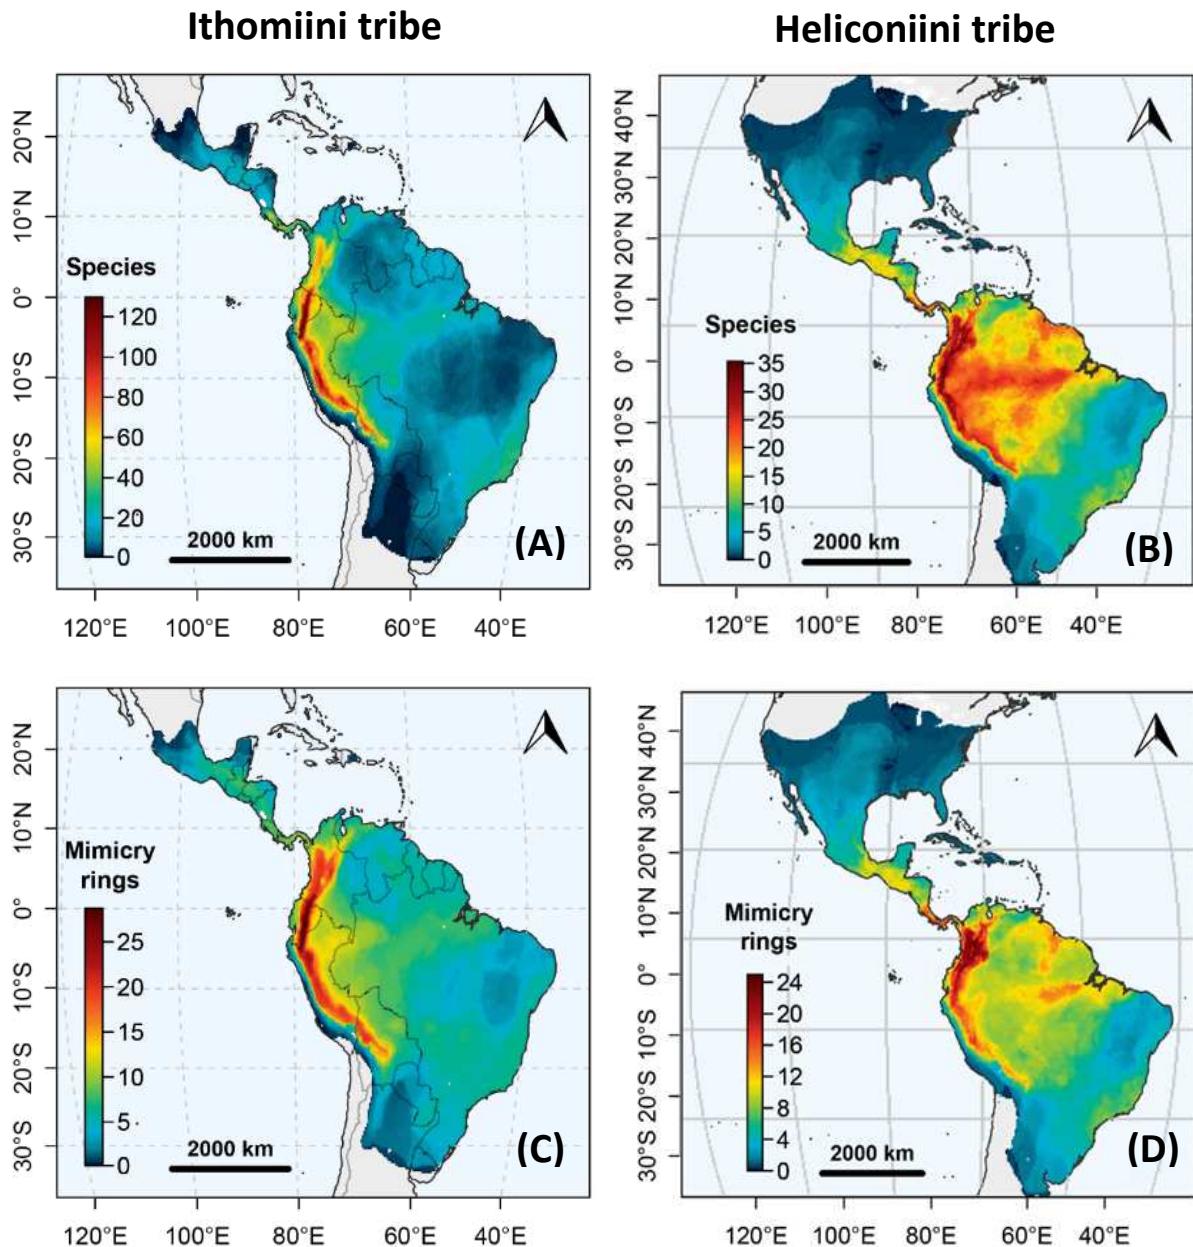 Ithomiini tribe
Heliconiini tribe
20°N
10°N
0°
10°S
20°S
30°S
Species
120
100
80
60
40
20
0
2000 km
(A)
120°E 100°E 80°E 60°E 40°E
40°N
30°N
20°N
10°N
0°
10°S
20°S
30°S
Species
35
30
25
20
15
10
5
0
2000 km
(B)
120°E 100°E 80°E 60°E 40°E
20°N
10°N
0°
10°S
20°S
30°S
Mimicry
rings
25
20
15
10
5
0
2000 km
(C)
120°E 100°E 80°E 60°E 40°E
40°N
30°N
20°N
10°N
0°
10°S
20°S
30°S
Mimicry
rings
24
20
16
12
8
4
0
2000 km
(D)
120°E 100°E 80°E 60°E 40°E